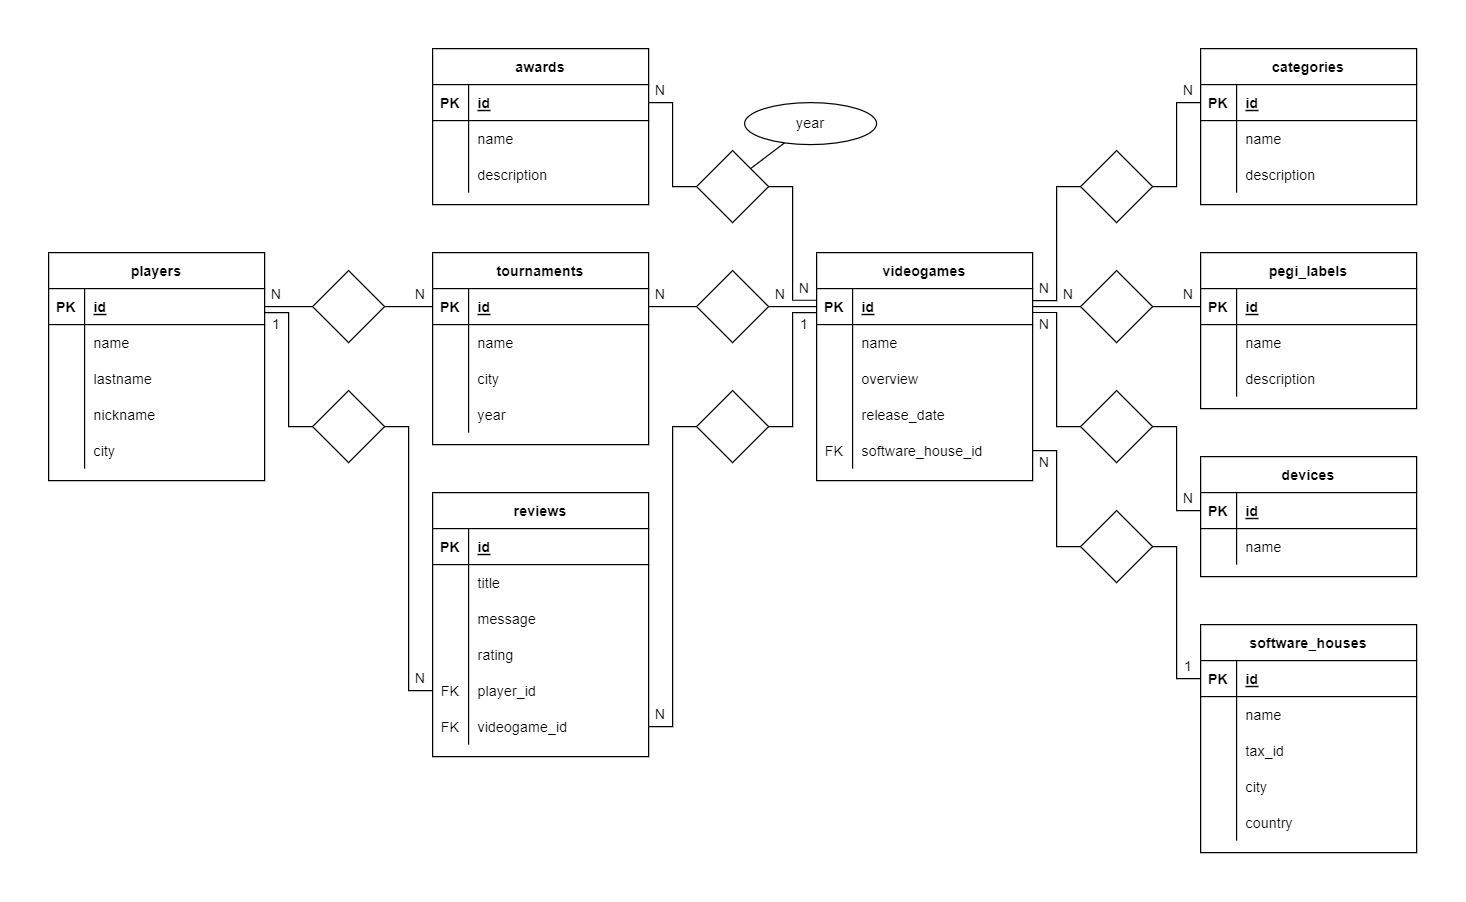 awards
PK id
name
description
N
year
categories
N
PK id
name
description
players
PK id
name
lastname
nickname
city
N
1
N
tournaments
PK id
name
city
year
N
N
N
1
videogames
PK id
name
overview
release_date
FK software_house_id
N
N
N
N
N
pegi_labels
PK id
name
description
reviews
PK id
title
message
rating
FK player_id
FK videogame_id
N
N
N
devices
PK id
name
1
software_houses
PK id
name
tax_id
city
country